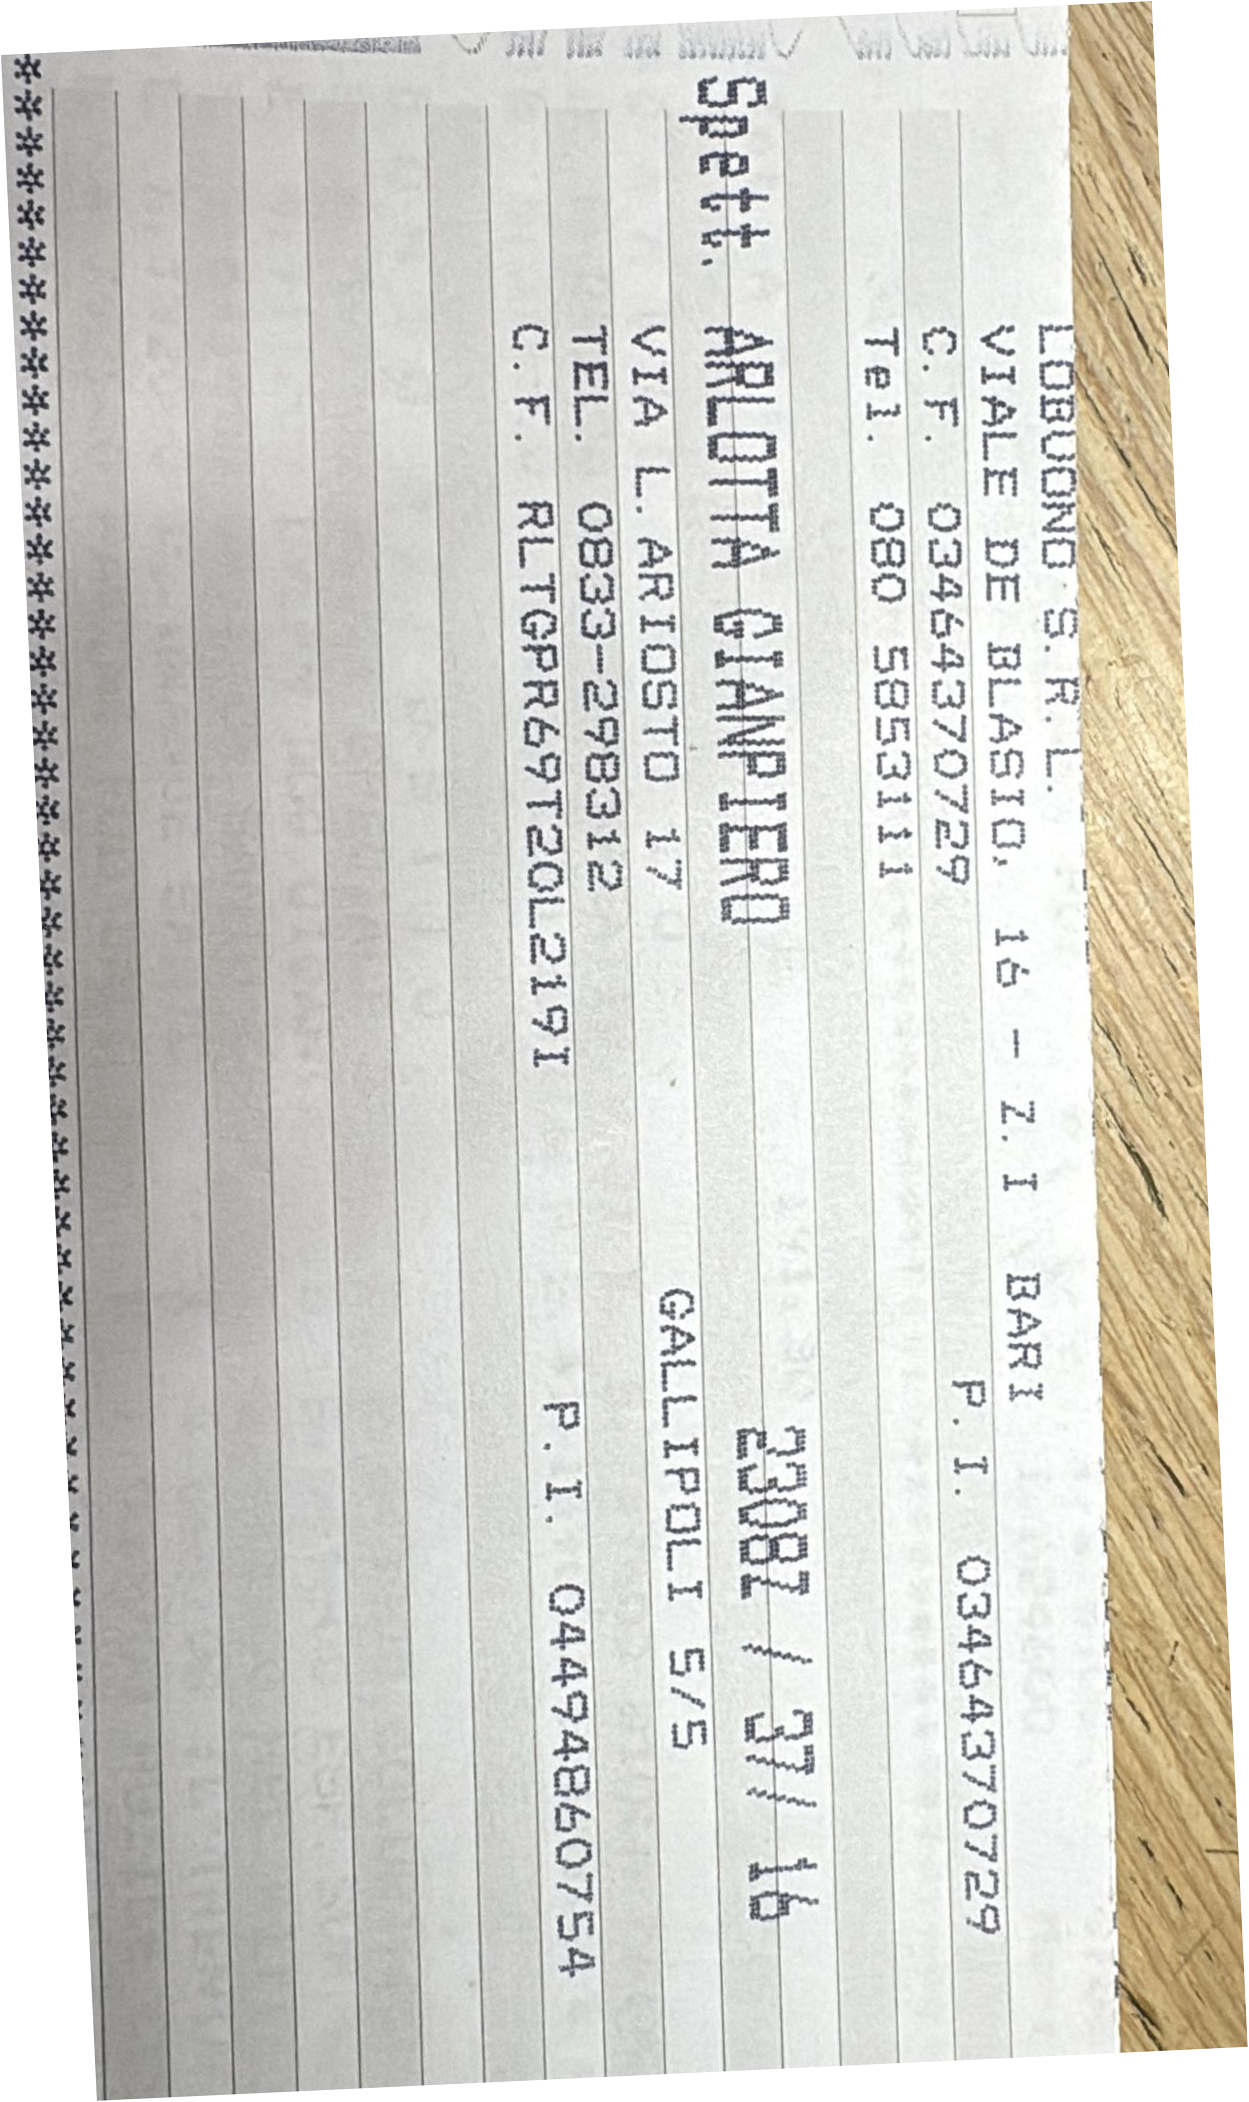 LOBUONO S.R.L.
VIALE DE BLASIO, 16 - Z.I BARI
C.F. 03464370729 P.I. 03464370729
Tel. 080 5853111
Spett. ARLOTTA GIANPIERO 23087 / 37/ 16
VIA L.ARIOSTO 17 GALLIPOLI 5/5
TEL. 0833-298312
C.F. RLTGPR69T20L219I P.I. 04494860754
************************************************